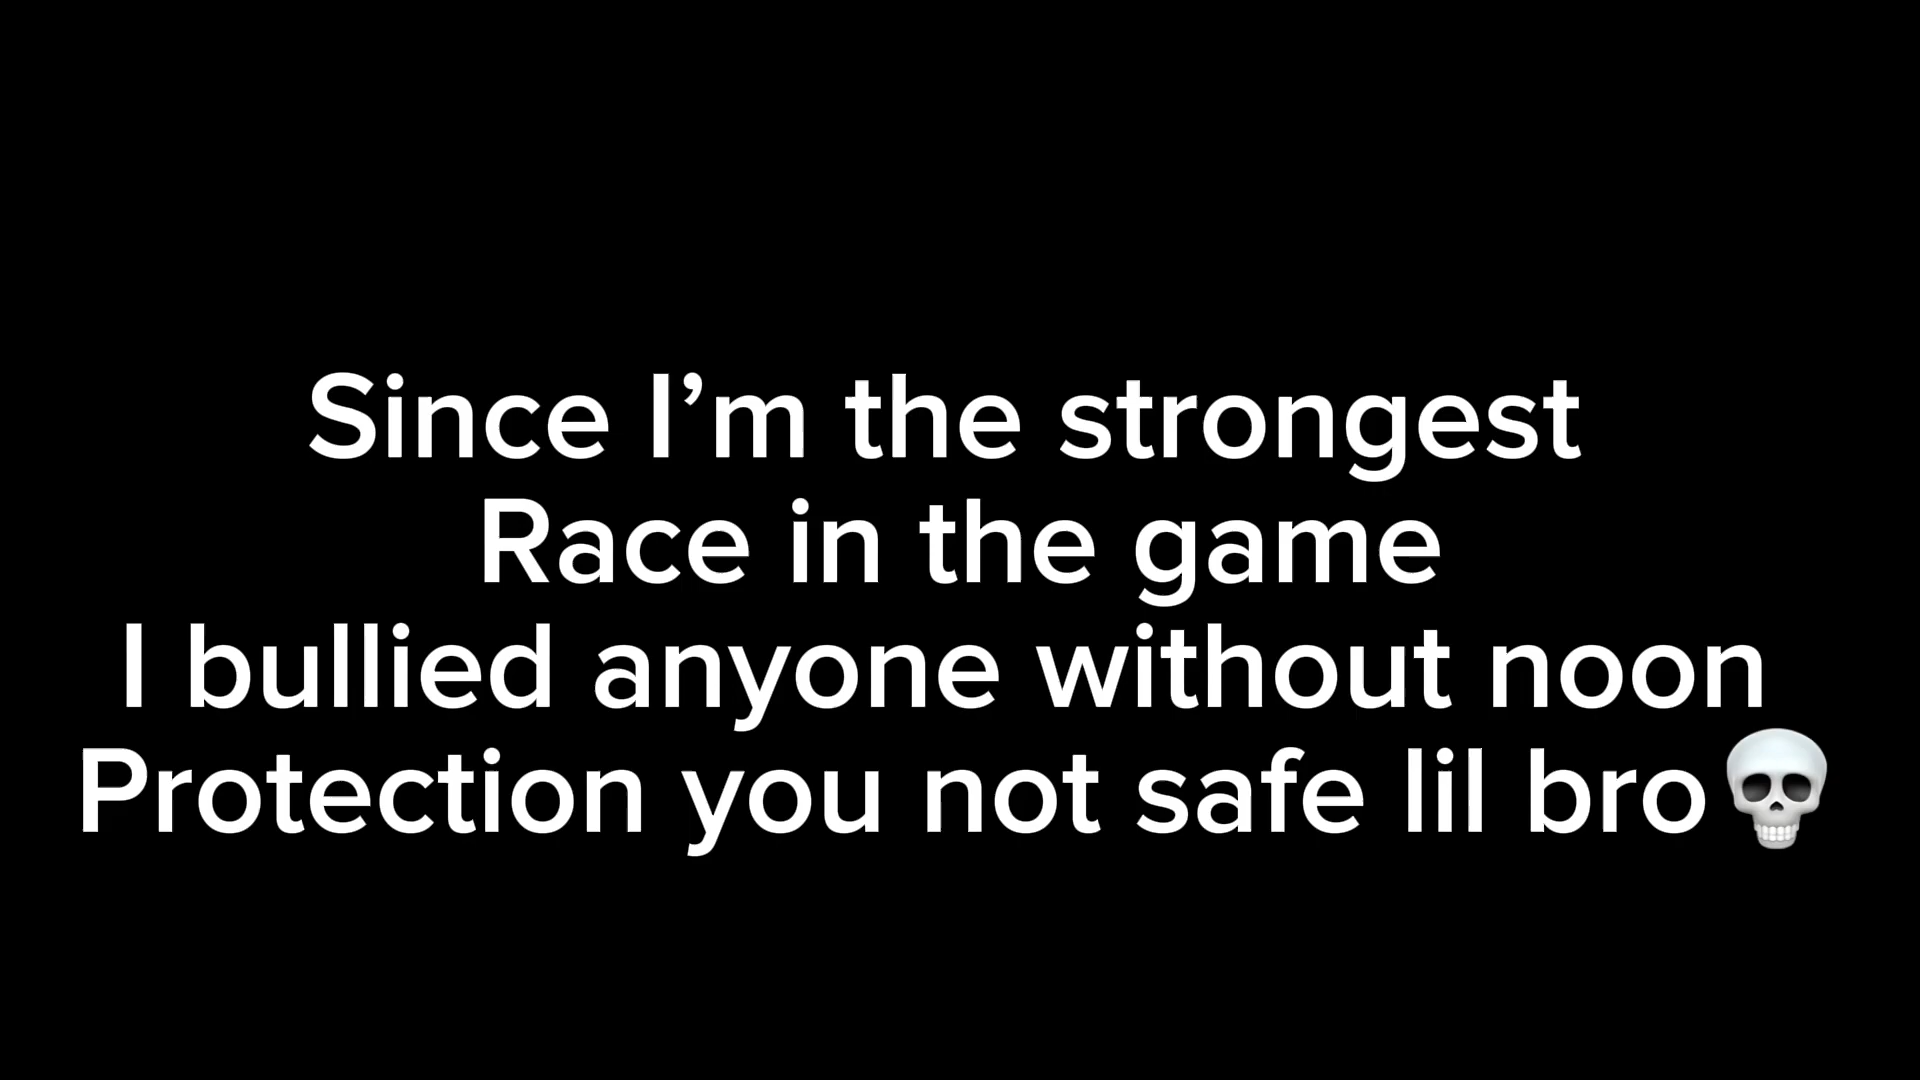 Since I’m the strongest
Race in the game
I bullied anyone without noon
Protection you not safe lil bro💀